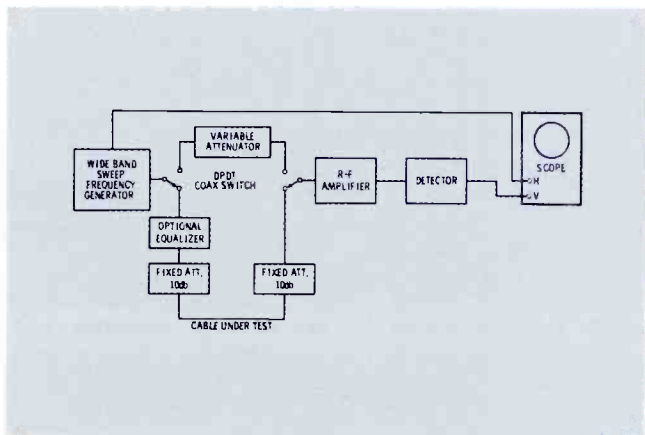 WIDE BAND
SWEEP
FREQUENCY
GENERATOR
VARIABLE
ATTENUATOR
DPDT
COAX SWITCH
OPTIONAL
EQUALIZER
FIXED ATT.
10db
FIXED ATT.
10db
CABLE UNDER TEST
R-F
AMPLIFIER
DETECTOR
SCOPE
H
V